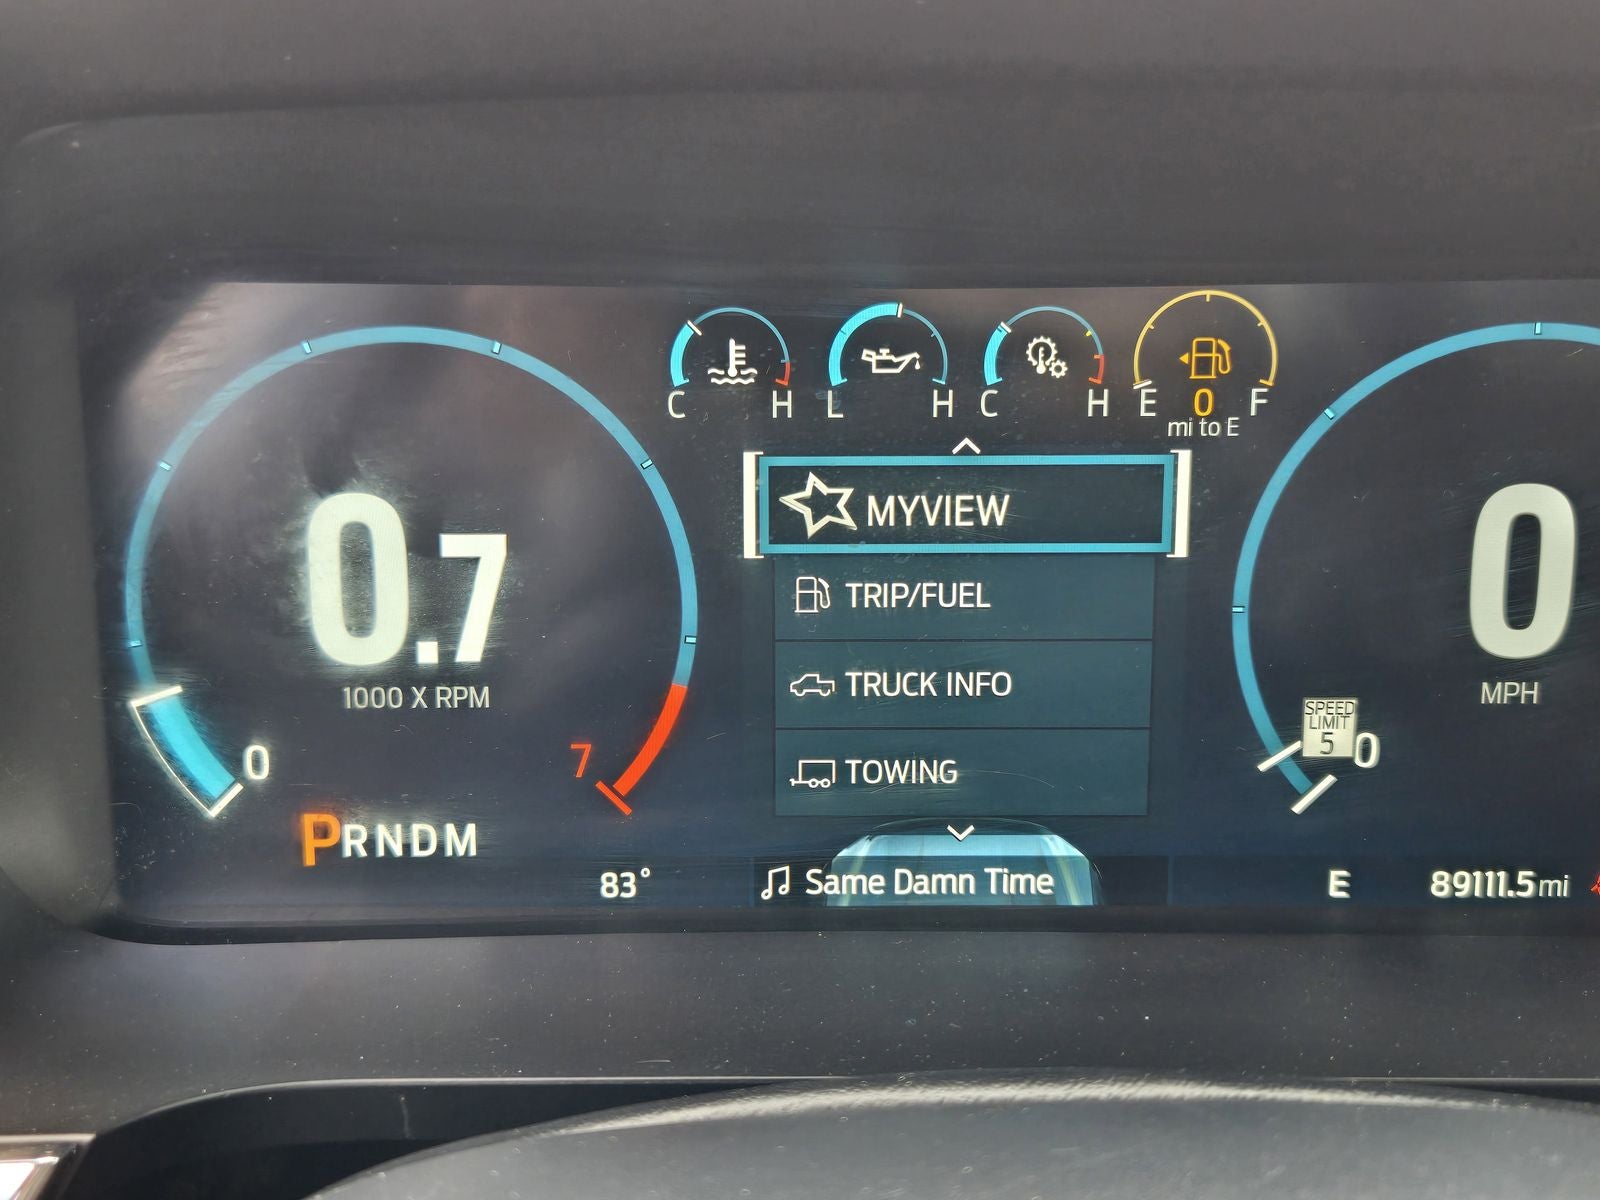 C H L H C H E 0 F
mi to E
MYVIEW
TRIP/FUEL
TRUCK INFO
TOWING
0.7
1000 X RPM
0 7
PRNDM
0
MPH
SPEED
LIMIT
5
0
83°
Same Damn Time
E
89111.5mi